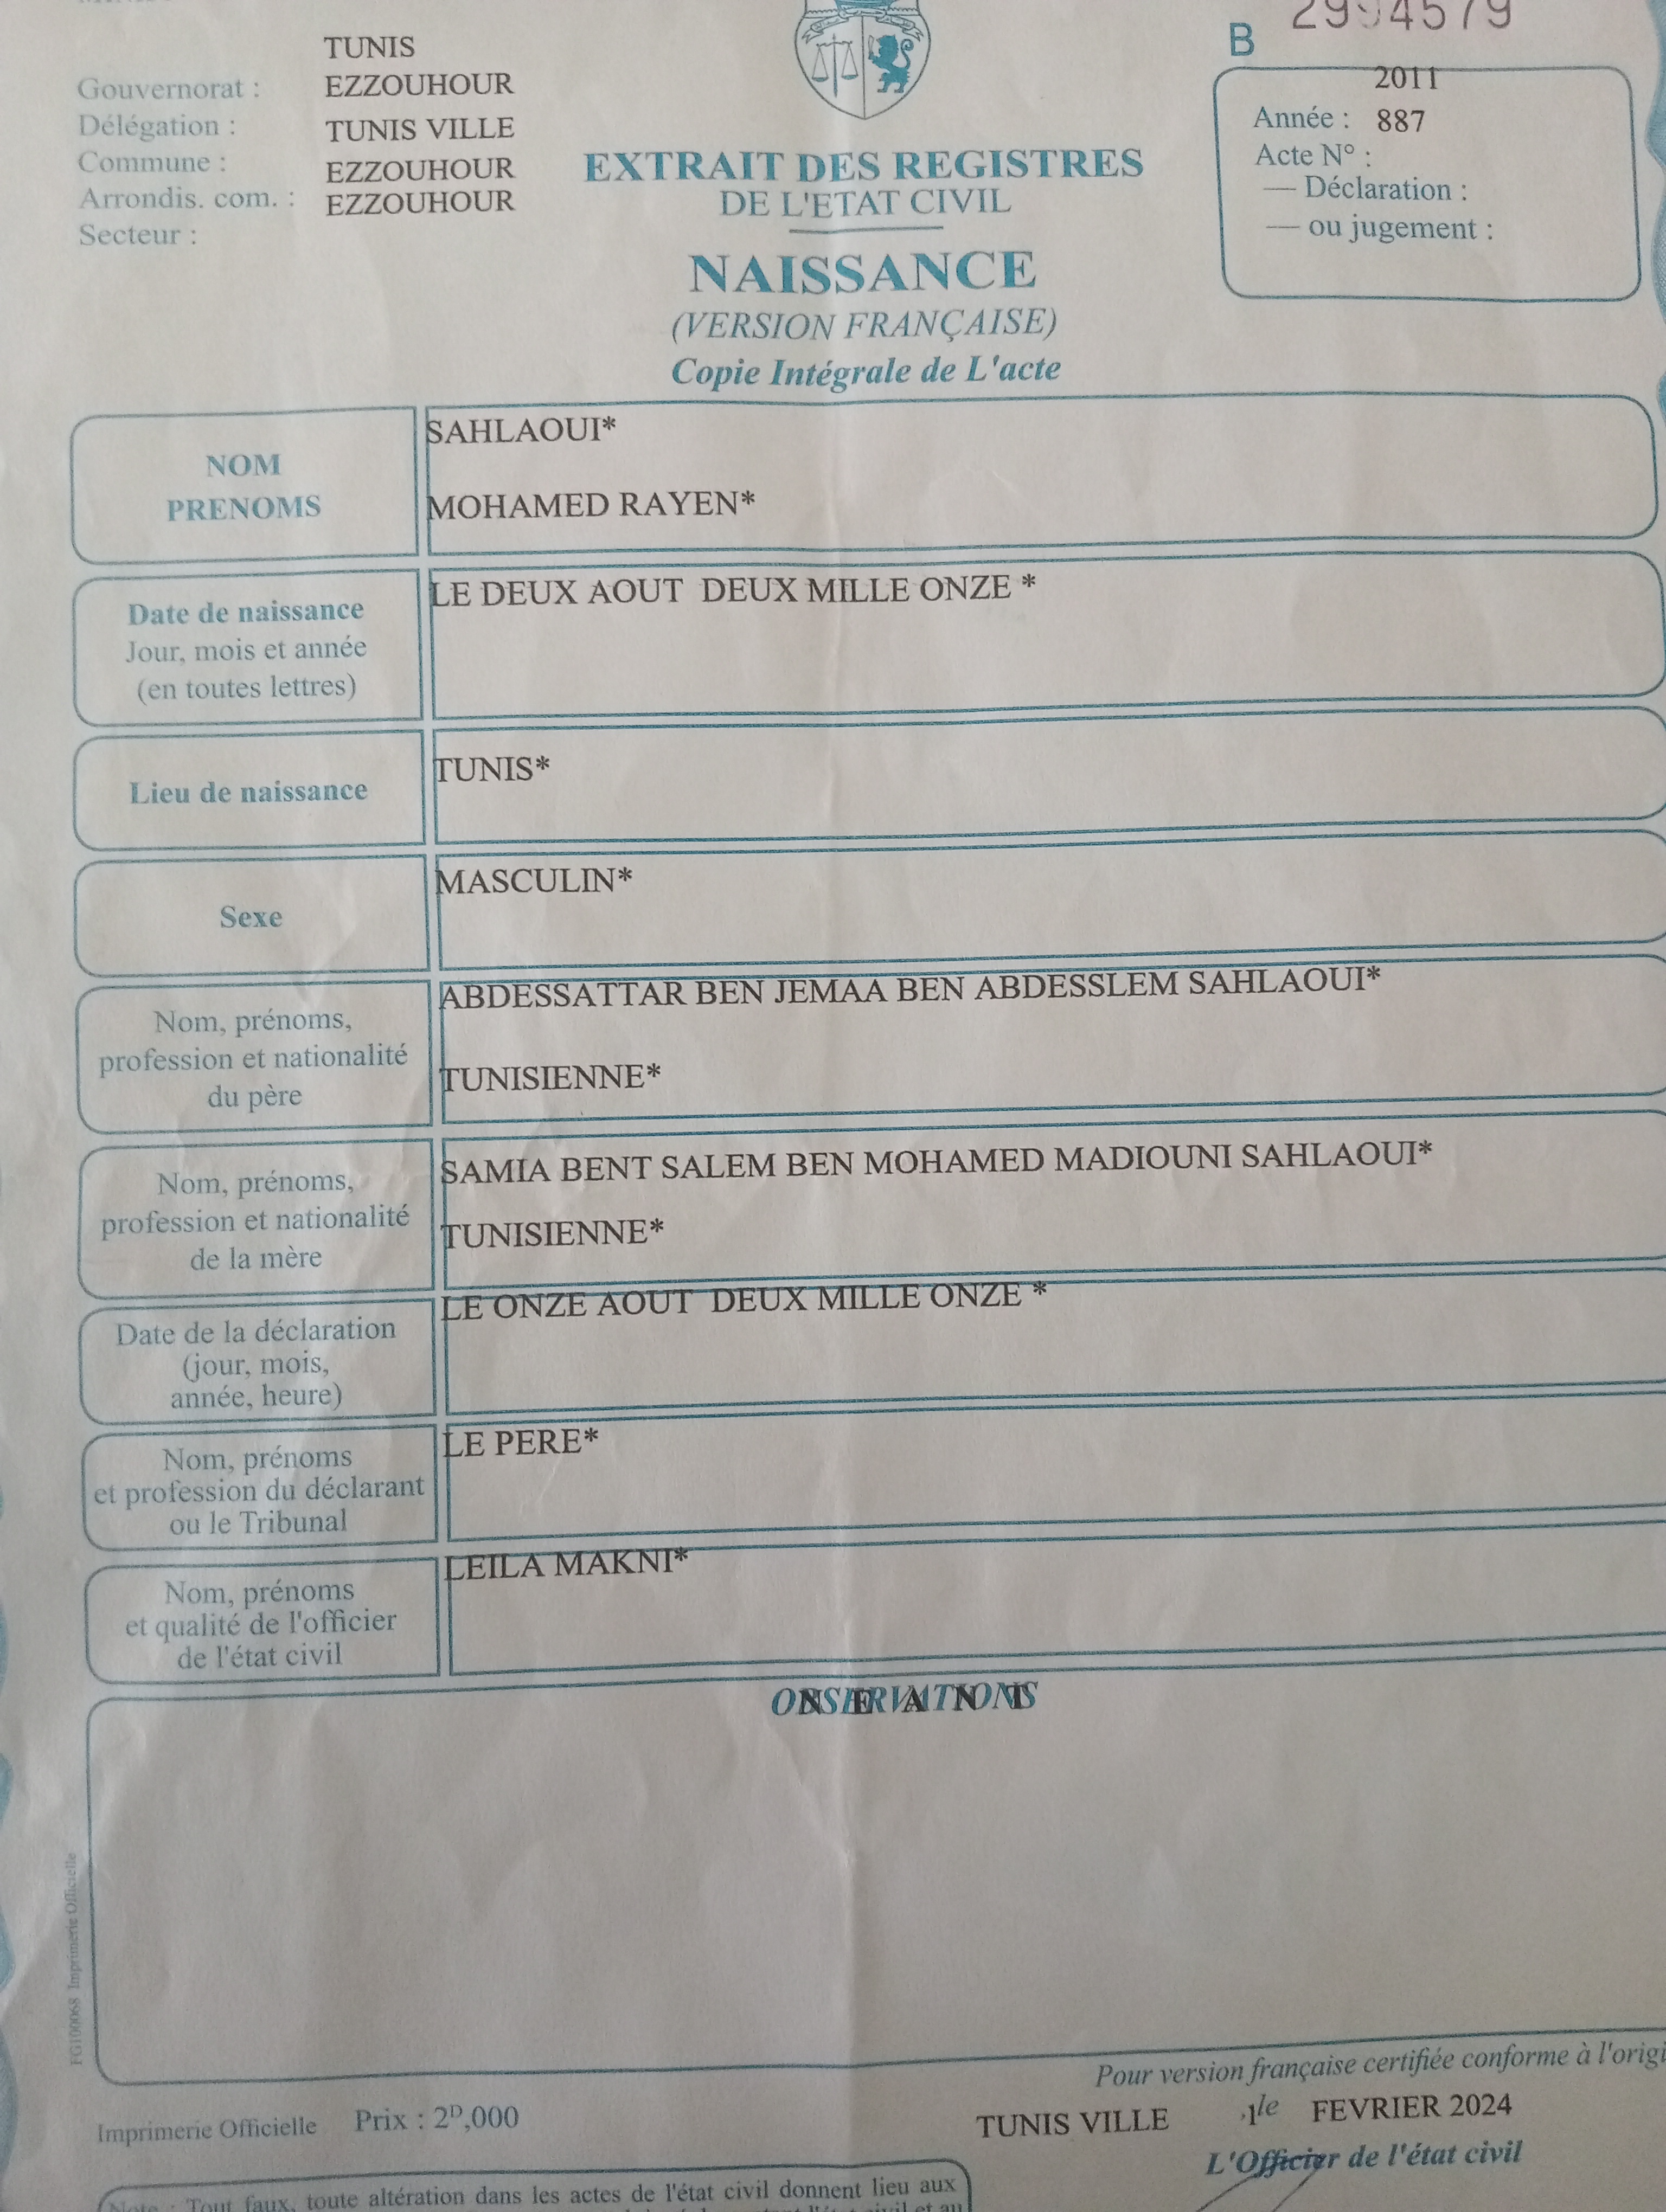 TUNIS
Gouvernorat : EZZOUHOUR
Délégation : TUNIS VILLE
Commune : EZZOUHOUR
Arrondis. com. : EZZOUHOUR
Secteur :
EXTRAIT DES REGISTRES
DE L'ETAT CIVIL
NAISSANCE
(VERSION FRANÇAISE)
Copie Intégrale de L'acte
B 2994579
2011
Année : 887
Acte N° :
— Déclaration :
— ou jugement :
NOM
PRENOMS
SAHLAOUI*
MOHAMED RAYEN*
Date de naissance
Jour, mois et année
(en toutes lettres)
LE DEUX AOUT DEUX MILLE ONZE *
Lieu de naissance
TUNIS*
Sexe
MASCULIN*
Nom, prénoms,
profession et nationalité
du père
ABDESSATTAR BEN JEMAA BEN ABDESSLEM SAHLAOUI*
TUNISIENNE*
Nom, prénoms,
profession et nationalité
de la mère
SAMIA BENT SALEM BEN MOHAMED MADIOUNI SAHLAOUI*
TUNISIENNE*
Date de la déclaration
(jour, mois,
année, heure)
LE ONZE AOUT DEUX MILLE ONZE *
Nom, prénoms
et profession du déclarant
ou le Tribunal
LE PERE*
Nom, prénoms
et qualité de l'officier
de l'état civil
LEILA MAKNI*
OBSERVATIONS
N E A N T
FG100068 Imprimerie Officielle
Pour version française certifiée conforme à l'origi
Imprimerie Officielle Prix : 2ᴰ,000
TUNIS VILLE 1 le FEVRIER 2024
L'Officier de l'état civil
Note : Tout faux, toute altération dans les actes de l'état civil donnent lieu aux